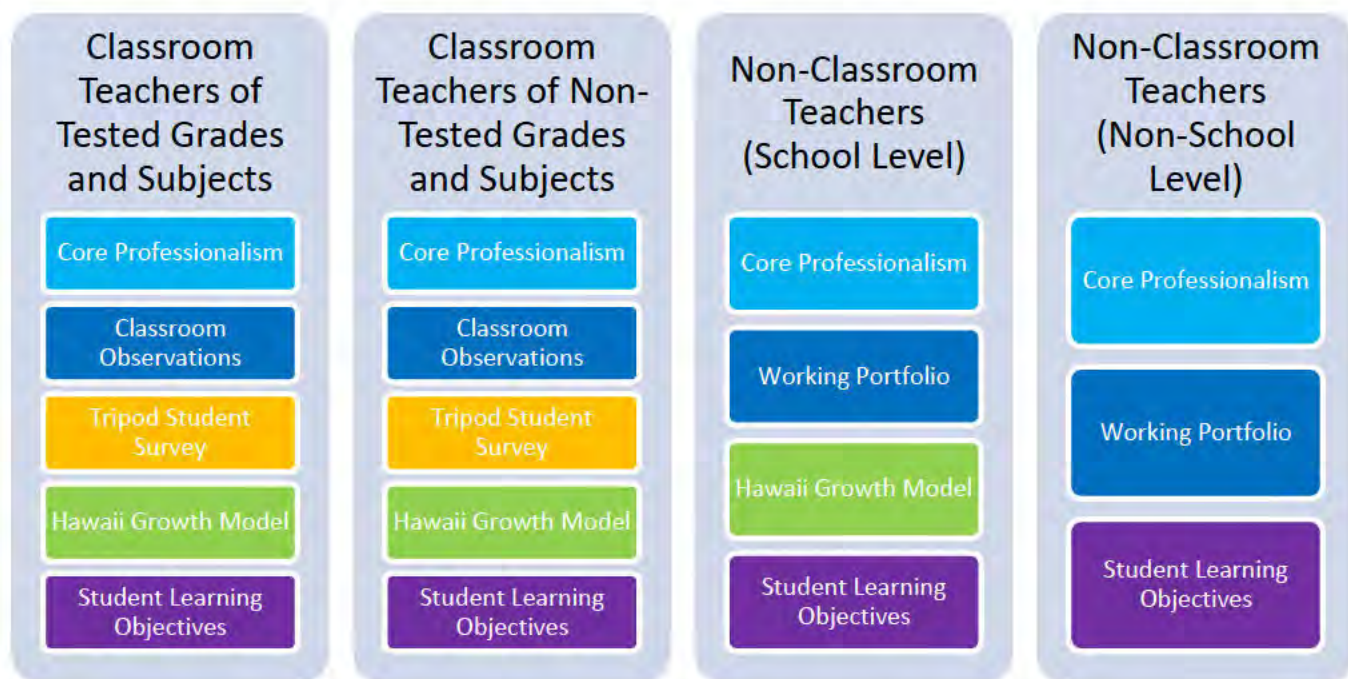 Classroom
Teachers of
Tested Grades
and Subjects
Core Professionalism
Classroom
Observations
Tripod Student
Survey
Hawaii Growth Model
Student Learning
Objectives
Classroom
Teachers of Non-
Tested Grades
and Subjects
Core Professionalism
Classroom
Observations
Tripod Student
Survey
Hawaii Growth Model
Student Learning
Objectives
Non-Classroom
Teachers
(School Level)
Core Professionalism
Working Portfolio
Hawaii Growth Model
Student Learning
Objectives
Non-Classroom
Teachers
(Non-School
Level)
Core Professionalism
Working Portfolio
Student Learning
Objectives